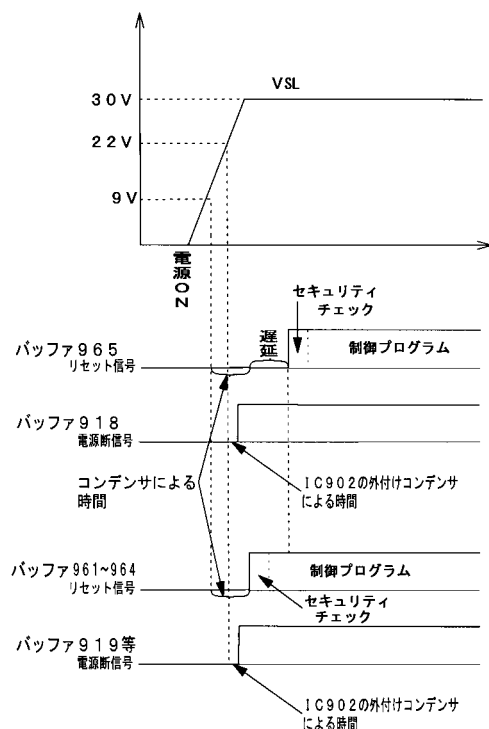 VSL
30V
22V
9V
電源ON
セキュリティ
チェック
遅延
バッファ965
リセット信号
制御プログラム
バッファ918
電源断信号
コンデンサによる
時間
IC902の外付けコンデンサ
による時間
バッファ961~964
リセット信号
制御プログラム
セキュリティ
チェック
バッファ919等
電源断信号
IC902の外付けコンデンサ
による時間